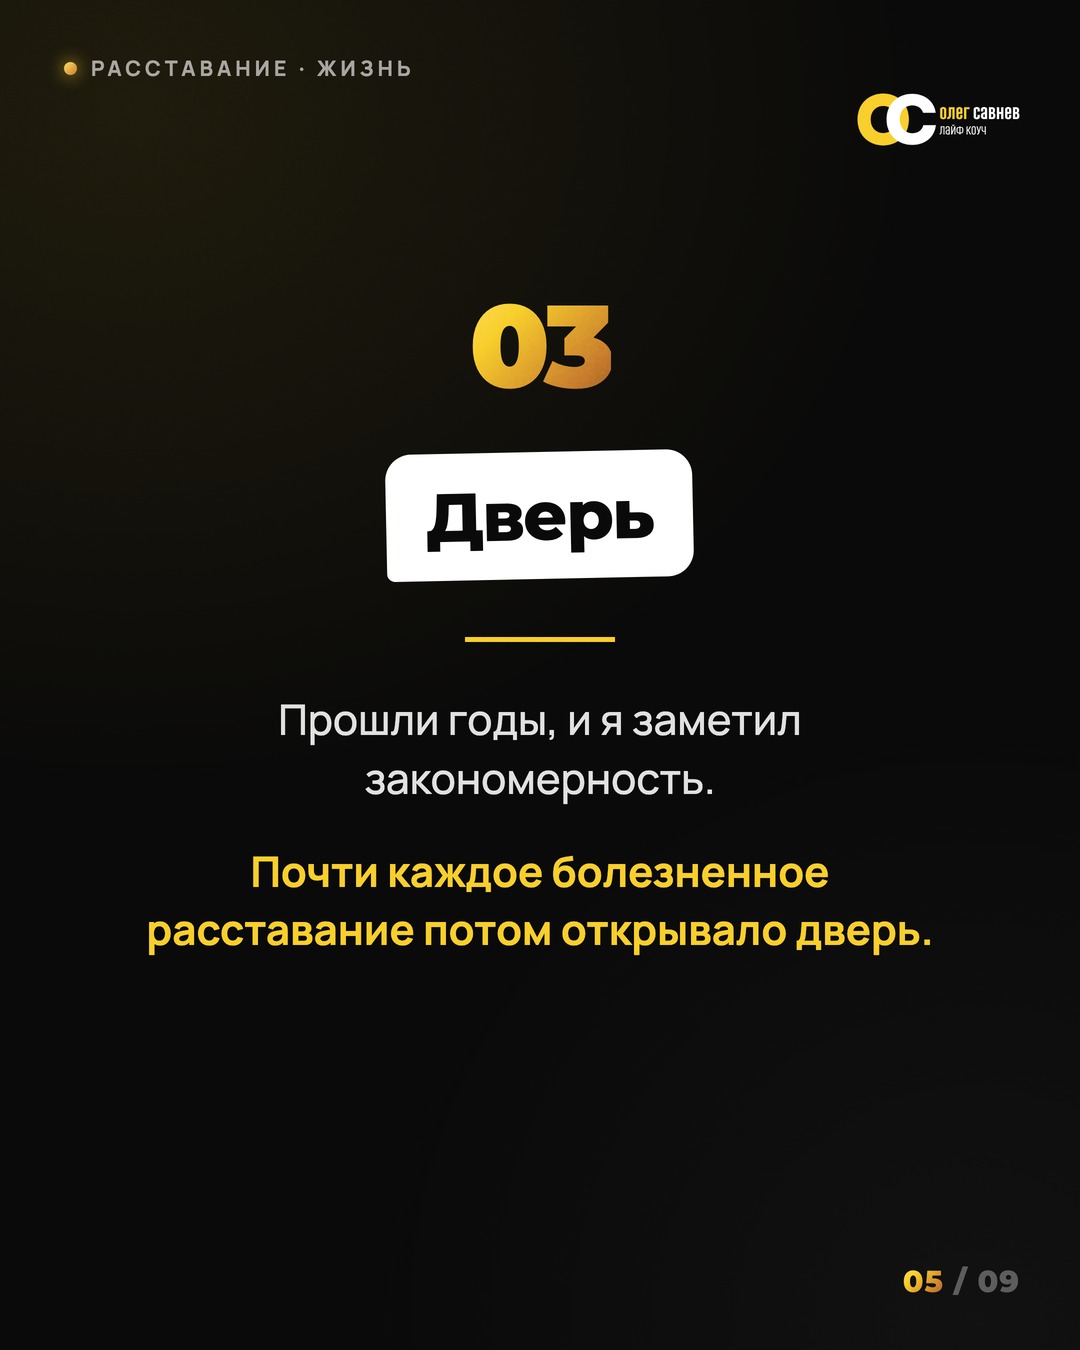 РАССТАВАНИЕ · ЖИЗНЬ
ОС
олег савнев
ЛАЙФ КОУЧ
03
Дверь
Прошли годы, и я заметил
закономерность.
Почти каждое болезненное
расставание потом открывало дверь.
05 / 09